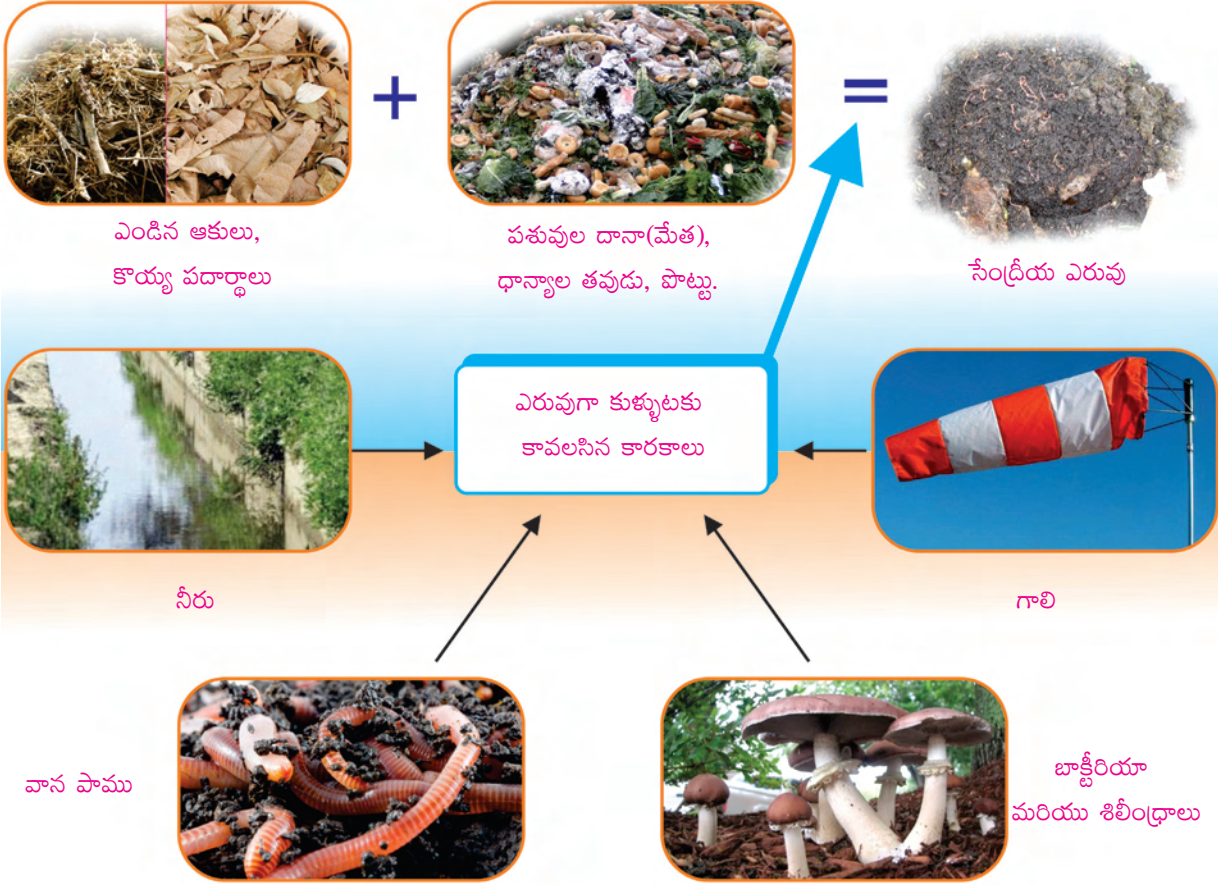 +
=
ఎండిన ఆకులు,
కొయ్య పదార్థాలు
పశువుల దానా(మేత),
ధాన్యాల తవుడు, పొట్టు.
సేంద్రీయ ఎరువు
ఎరువుగా కుళ్ళుటకు
కావలసిన కారకాలు
నీరు
గాలి
వాన పాము
బాక్టీరియా
మరియు శిలీంధ్రాలు